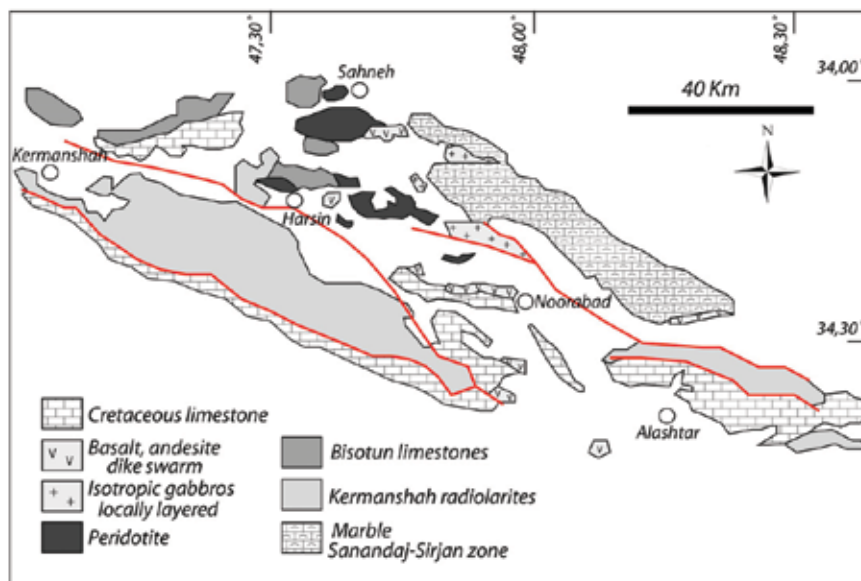 47,30°
48,00°
48,30°
34,00°
34,30°
Sahneh
40 Km
N
Kermanshah
Harsin
Noorabad
Alashtar
Cretaceous limestone
Basalt, andesite
dike swarm
Isotropic gabbros
locally layered
Peridotite
Bisotun limestones
Kermanshah radiolarites
Marble
Sanandaj-Sirjan zone